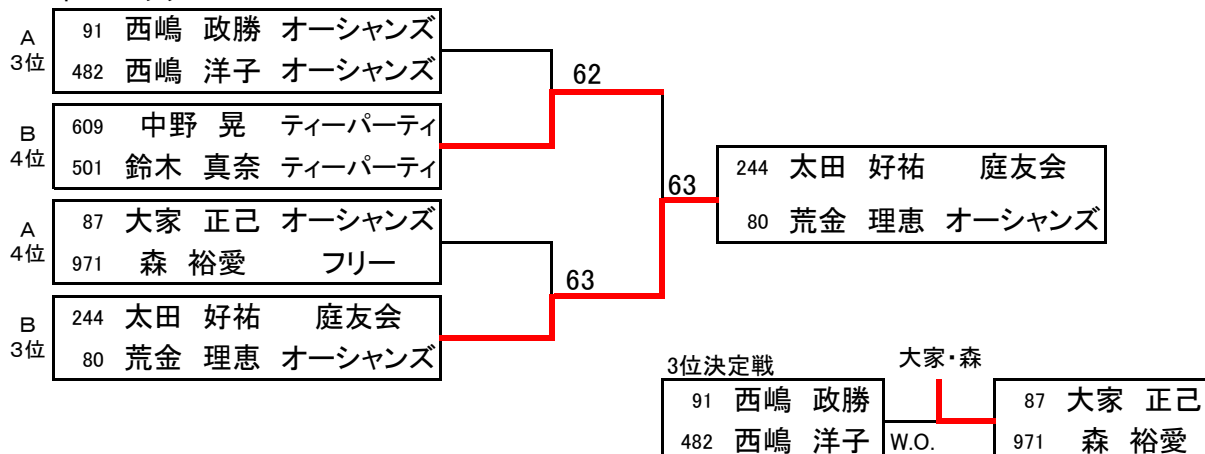 A
3位
91 西嶋 政勝 オーシャンズ
482 西嶋 洋子 オーシャンズ
62
B
4位
609 中野 晃 ティーパーティ
501 鈴木 真奈 ティーパーティ
63
244 太田 好祐 庭友会
80 荒金 理恵 オーシャンズ
A
4位
87 大家 正己 オーシャンズ
971 森 裕愛 フリー
63
B
3位
244 太田 好祐 庭友会
80 荒金 理恵 オーシャンズ
3位決定戦
大家・森
91 西嶋 政勝
482 西嶋 洋子
W.O.
87 大家 正己
971 森 裕愛